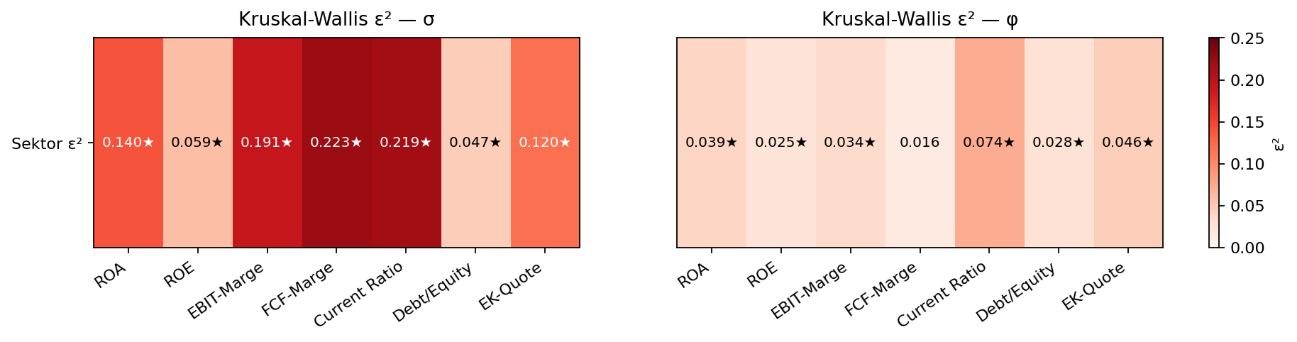 Kruskal-Wallis ε² — σ
Sektor ε²
0.140★ 0.059★ 0.191★ 0.223★ 0.219★ 0.047★ 0.120★
ROA ROE EBIT-Marge FCF-Marge Current Ratio Debt/Equity EK-Quote
Kruskal-Wallis ε² — φ
0.039★ 0.025★ 0.034★ 0.016 0.074★ 0.028★ 0.046★
ROA ROE EBIT-Marge FCF-Marge Current Ratio Debt/Equity EK-Quote
0.25
0.20
0.15
0.10
0.05
0.00
ε²